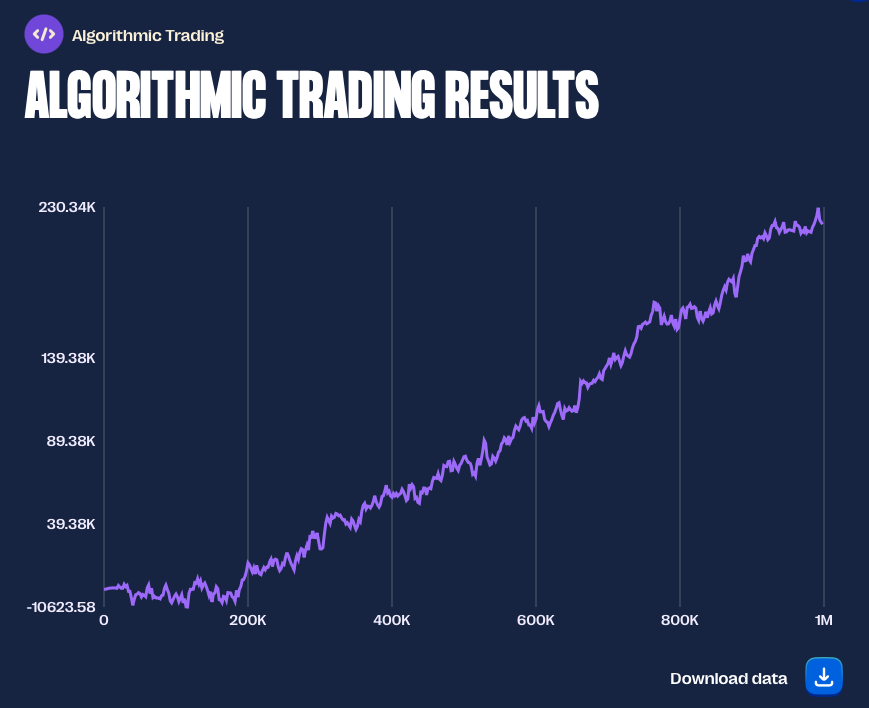 Algorithmic Trading
ALGORITHMIC TRADING RESULTS
230.34K
139.38K
89.38K
39.38K
-10623.58
0 200K 400K 600K 800K 1M
Download data